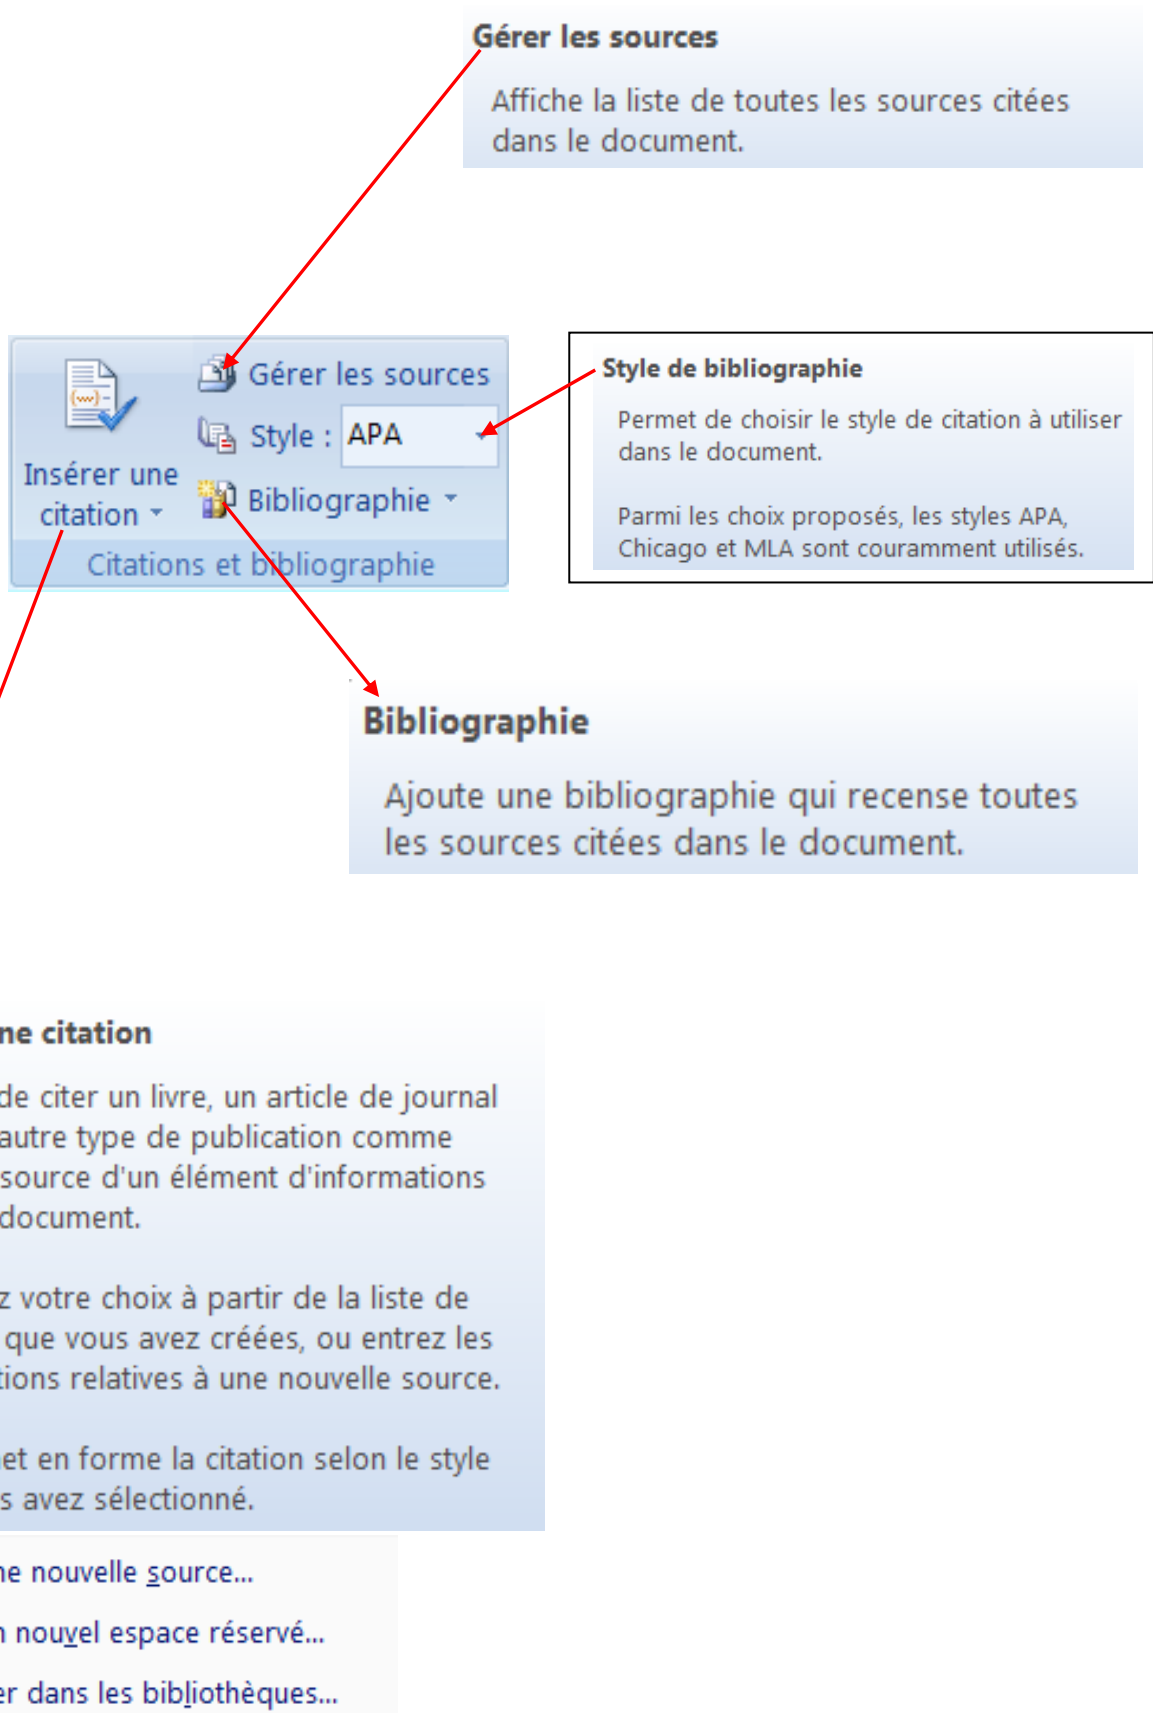 Gérer les sources
Affiche la liste de toutes les sources citées
dans le document.
Gérer les sources
Style : APA
Insérer une
citation
Bibliographie
Citations et bibliographie
Style de bibliographie
Permet de choisir le style de citation à utiliser
dans le document.
Parmi les choix proposés, les styles APA,
Chicago et MLA sont couramment utilisés.
Bibliographie
Ajoute une bibliographie qui recense toutes
les sources citées dans le document.
ne citation
de citer un livre, un article de journal
autre type de publication comme
source d'un élément d'informations
document.
z votre choix à partir de la liste de
que vous avez créées, ou entrez les
tions relatives à une nouvelle source.
et en forme la citation selon le style
s avez sélectionné.
ne nouvelle source...
n nouvel espace réservé...
er dans les bibliothèques...